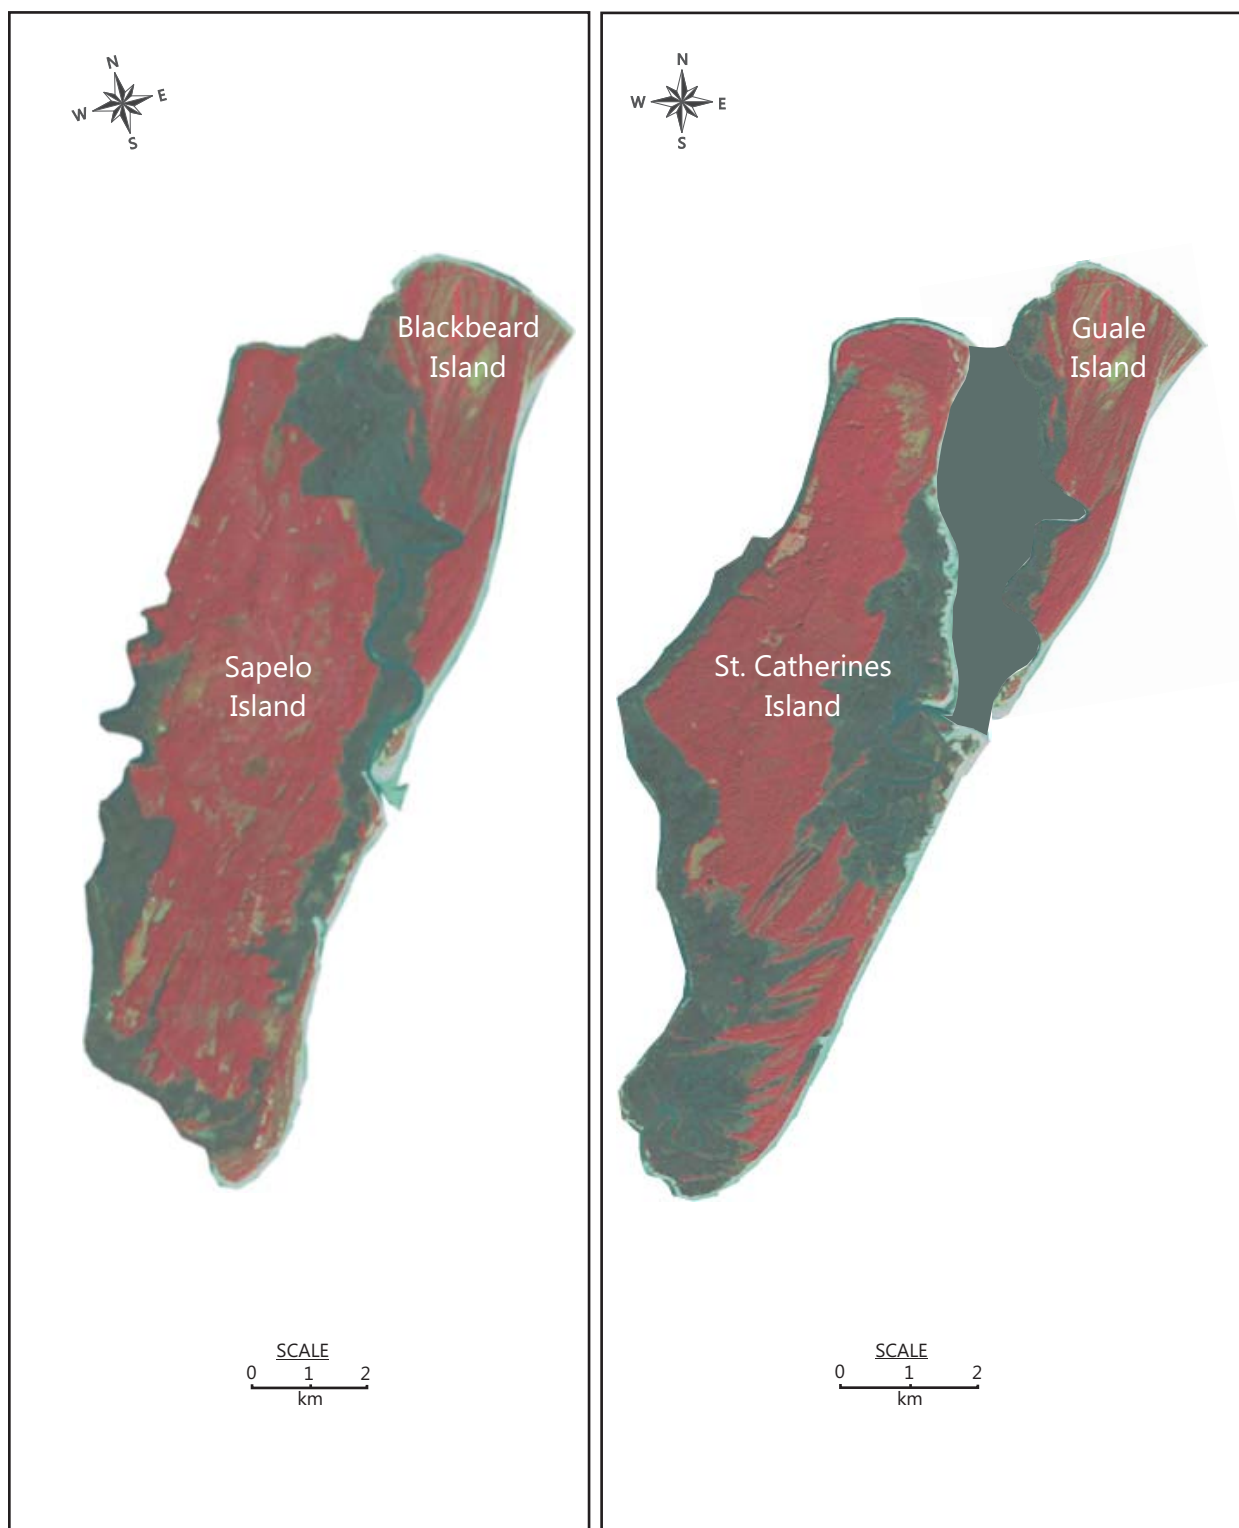 N
W E
S
Blackbeard
Island
Sapelo
Island
SCALE
0 1 2
km
N
W E
S
Guale
Island
St. Catherines
Island
SCALE
0 1 2
km